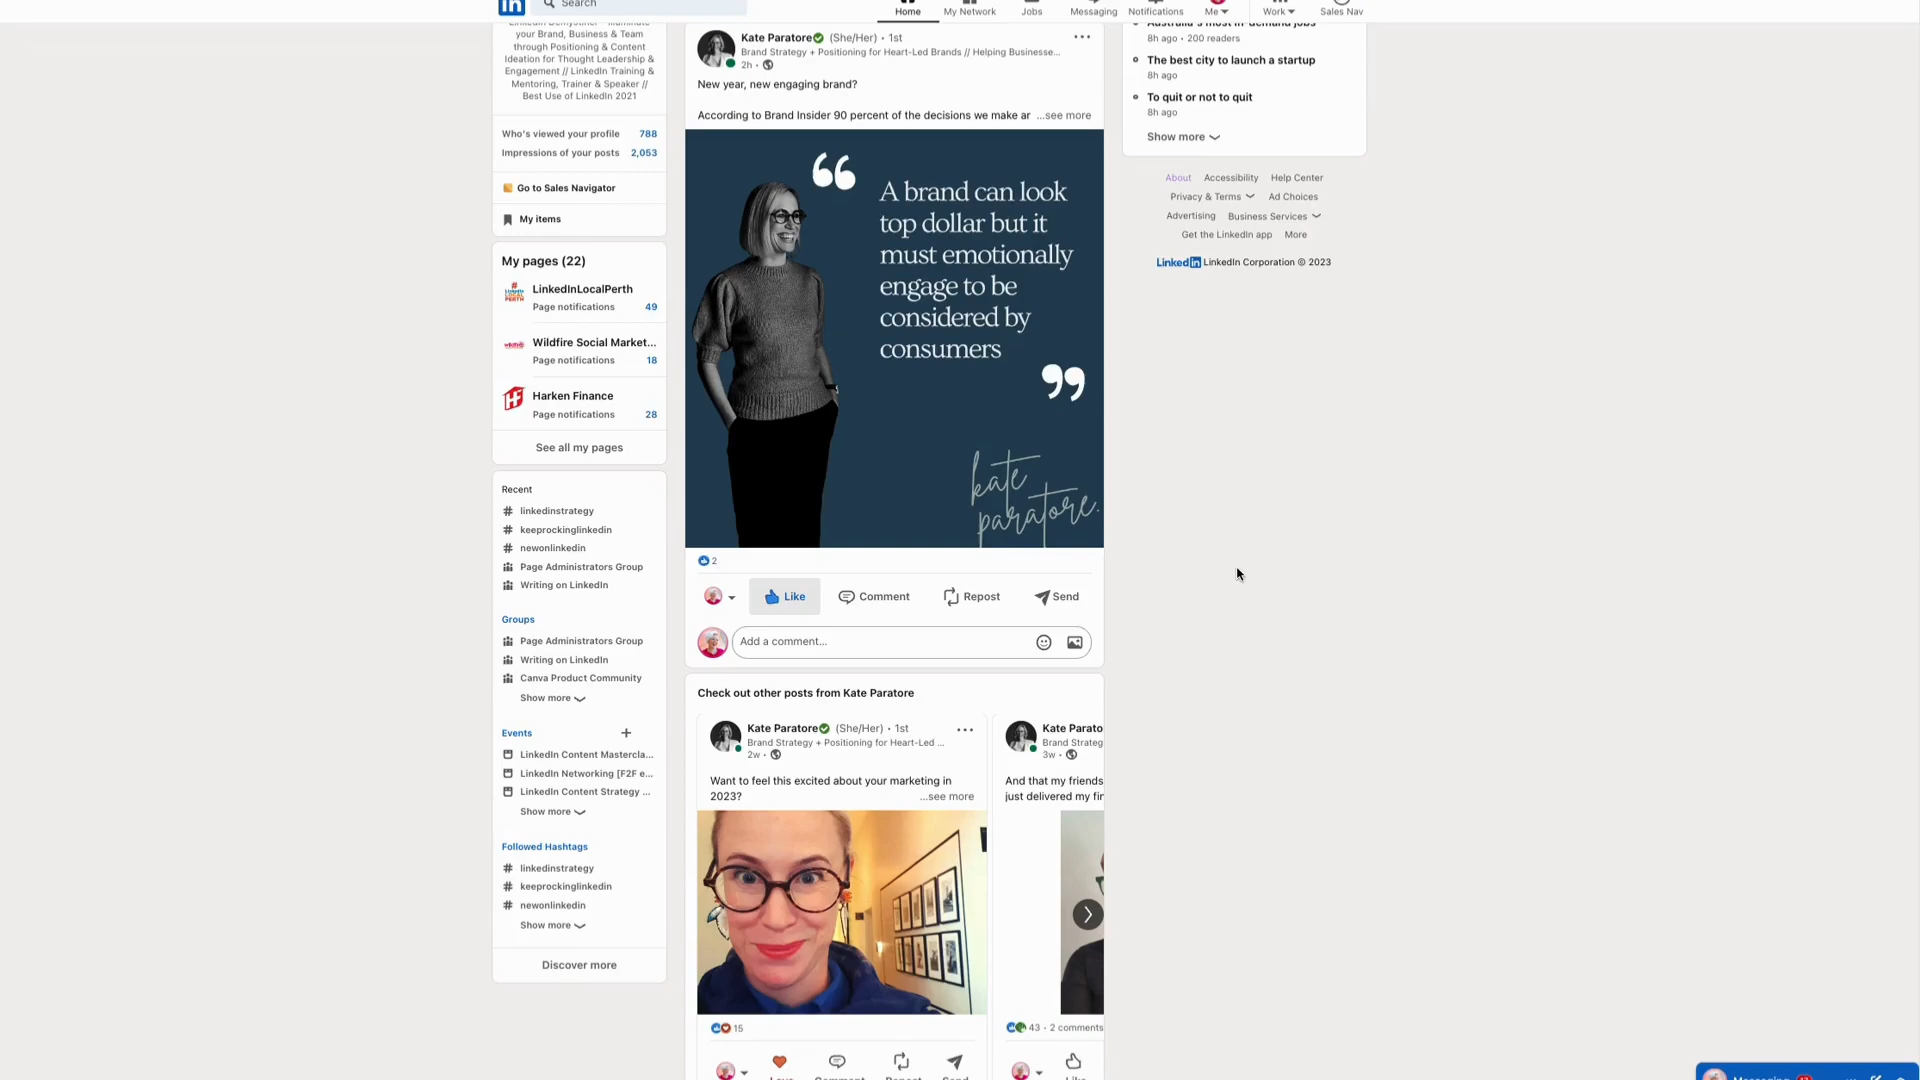 in Search
Home
My Network
Jobs
Messaging
Notifications
Me
Work
Sales Nav
your Brand, Business & Team
through Positioning & Content
Ideation for Thought Leadership &
Engagement // LinkedIn Training &
Mentoring, Trainer & Speaker //
Best Use of LinkedIn 2021
Who's viewed your profile 788
Impressions of your posts 2,053
Go to Sales Navigator
My items
My pages (22)
LinkedInLocalPerth
Page notifications 49
Wildfire Social Market...
Page notifications 18
Harken Finance
Page notifications 28
See all my pages
Recent
# linkedinstrategy
# keeprockinglinkedin
# newonlinkedin
Page Administrators Group
Writing on LinkedIn
Groups
Page Administrators Group
Writing on LinkedIn
Canva Product Community
Show more
Events +
LinkedIn Content Mastercla...
LinkedIn Networking [F2F e...
LinkedIn Content Strategy ...
Show more
Followed Hashtags
# linkedinstrategy
# keeprockinglinkedin
# newonlinkedin
Show more
Discover more
Kate Paratore (She/Her) • 1st
Brand Strategy + Positioning for Heart-Led Brands // Helping Businesse...
2h •
New year, new engaging brand?
According to Brand Insider 90 percent of the decisions we make ar ...see more
“
A brand can look
top dollar but it
must emotionally
engage to be
considered by
consumers
”
kate
paratore.
2
Like
Comment
Repost
Send
Add a comment...
Check out other posts from Kate Paratore
Kate Paratore (She/Her) • 1st
Brand Strategy + Positioning for Heart-Led ...
2w •
Want to feel this excited about your marketing in
2023? ...see more
15
Kate Parato
Brand Strateg
3w •
And that my friends
just delivered my fir
43 • 2 comments
Australia's most in-demand jobs
8h ago • 200 readers
The best city to launch a startup
8h ago
To quit or not to quit
8h ago
Show more
About Accessibility Help Center
Privacy & Terms Ad Choices
Advertising Business Services
Get the LinkedIn app More
LinkedIn LinkedIn Corporation © 2023